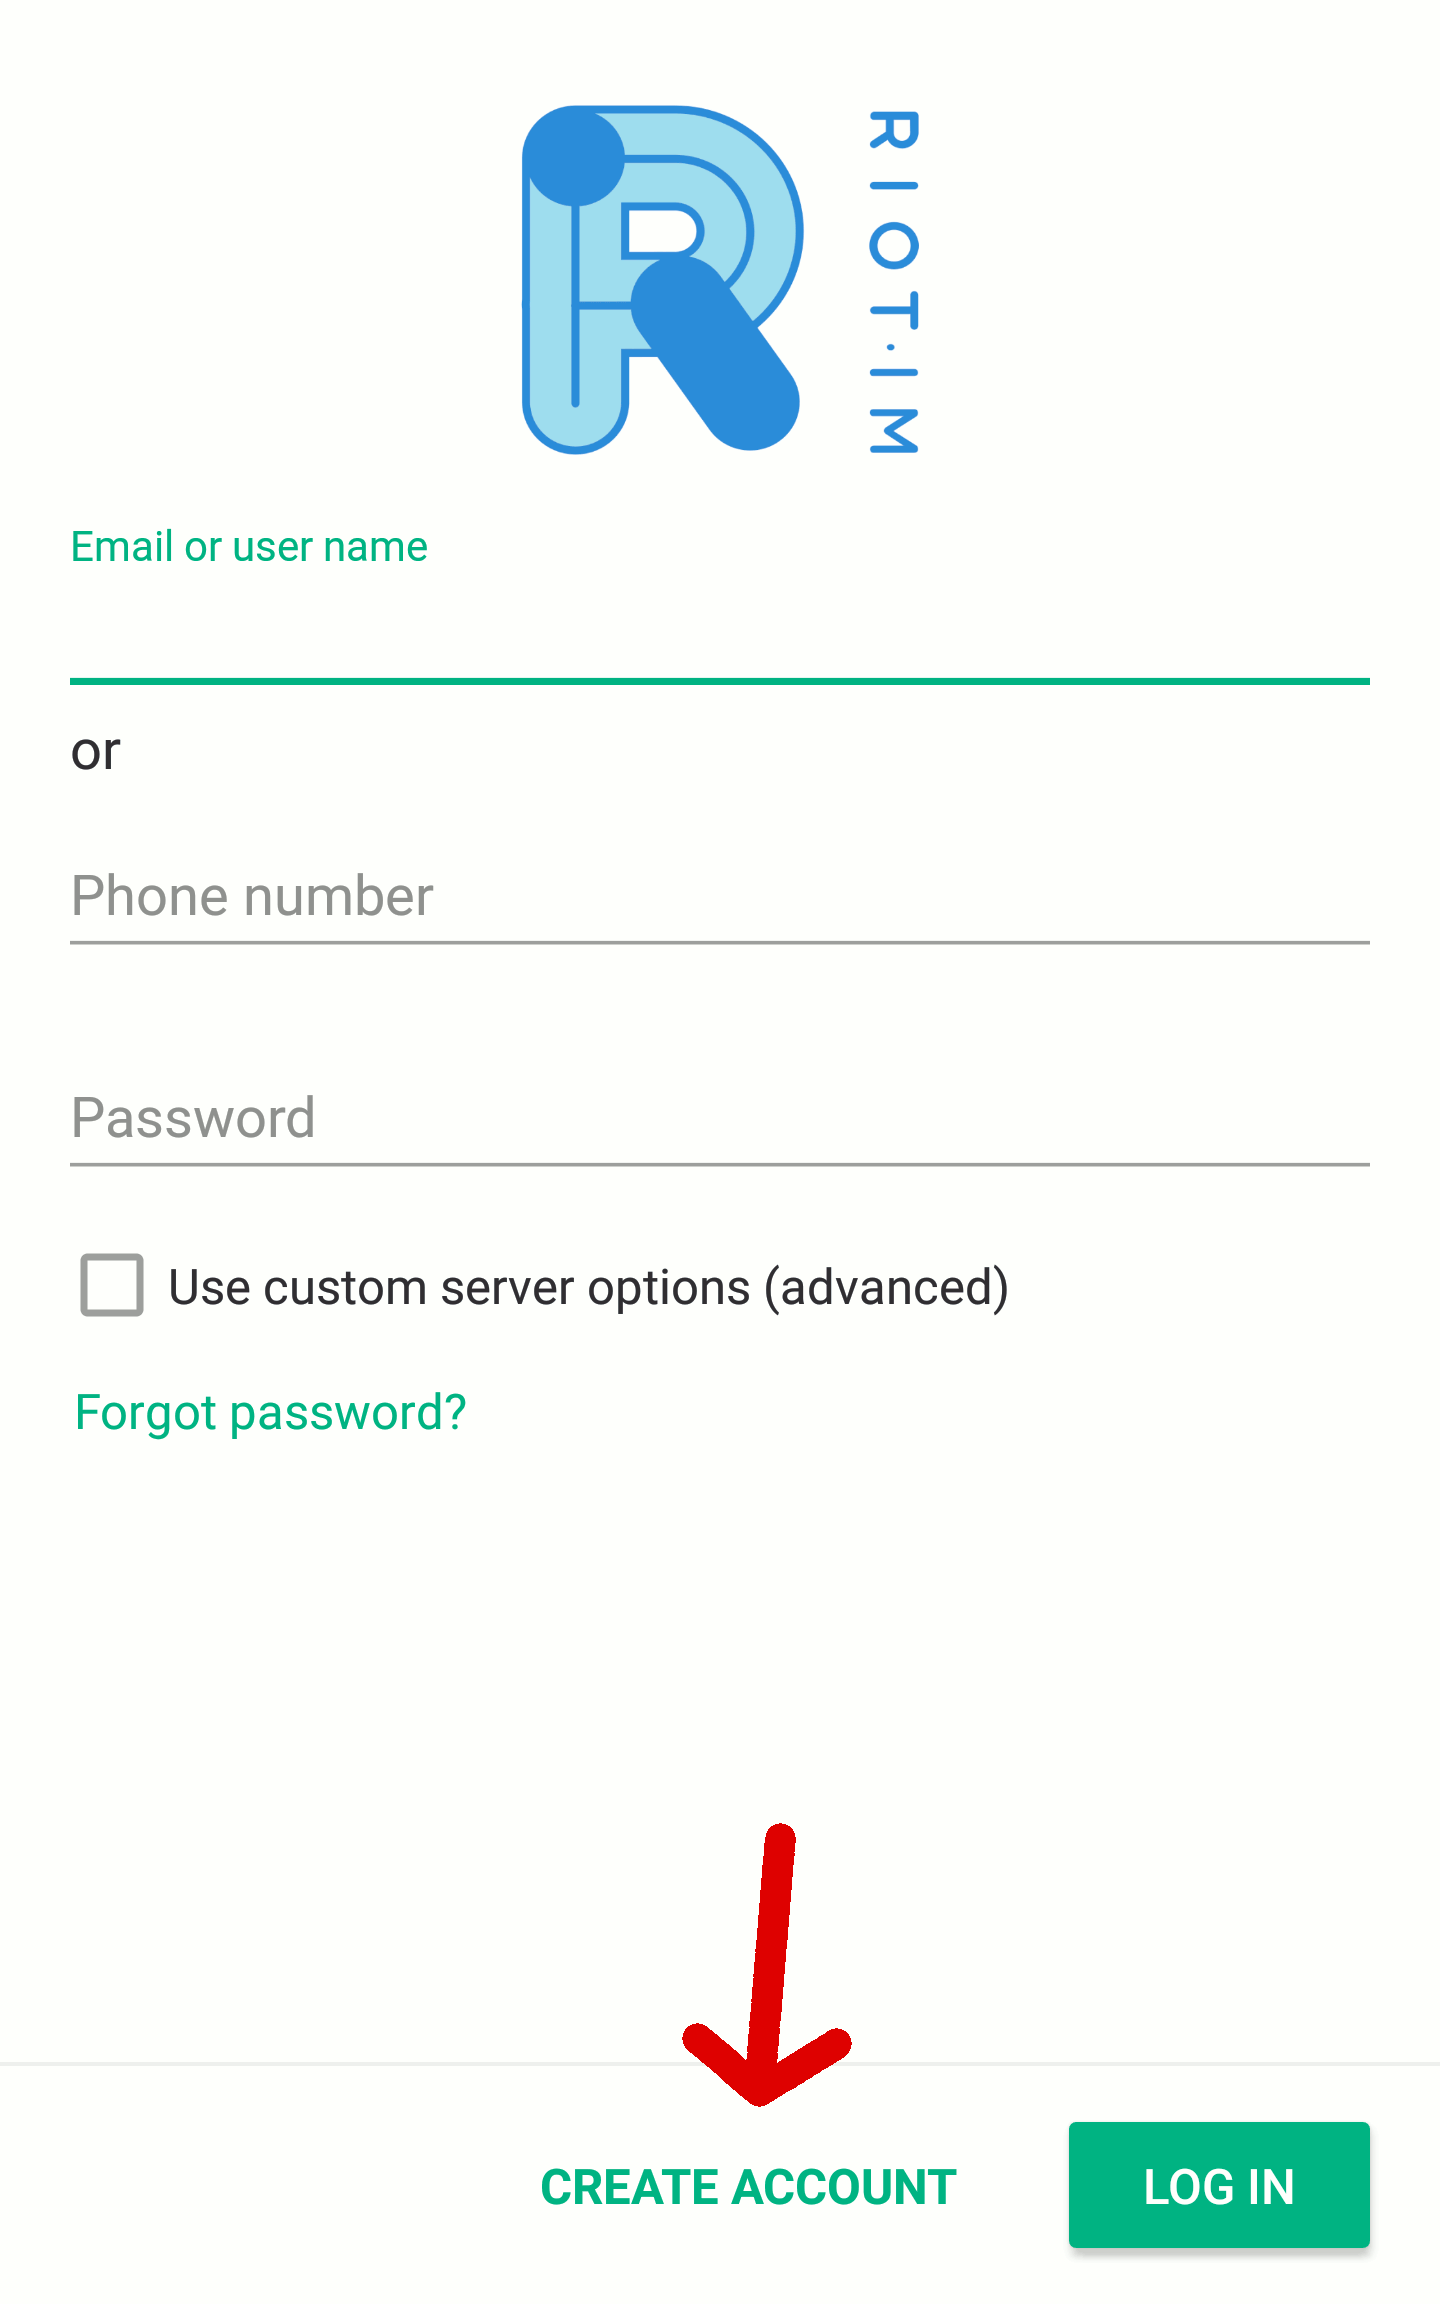 RIOT·IM
Email or user name
or
Phone number
Password
Use custom server options (advanced)
Forgot password?
CREATE ACCOUNT
LOG IN